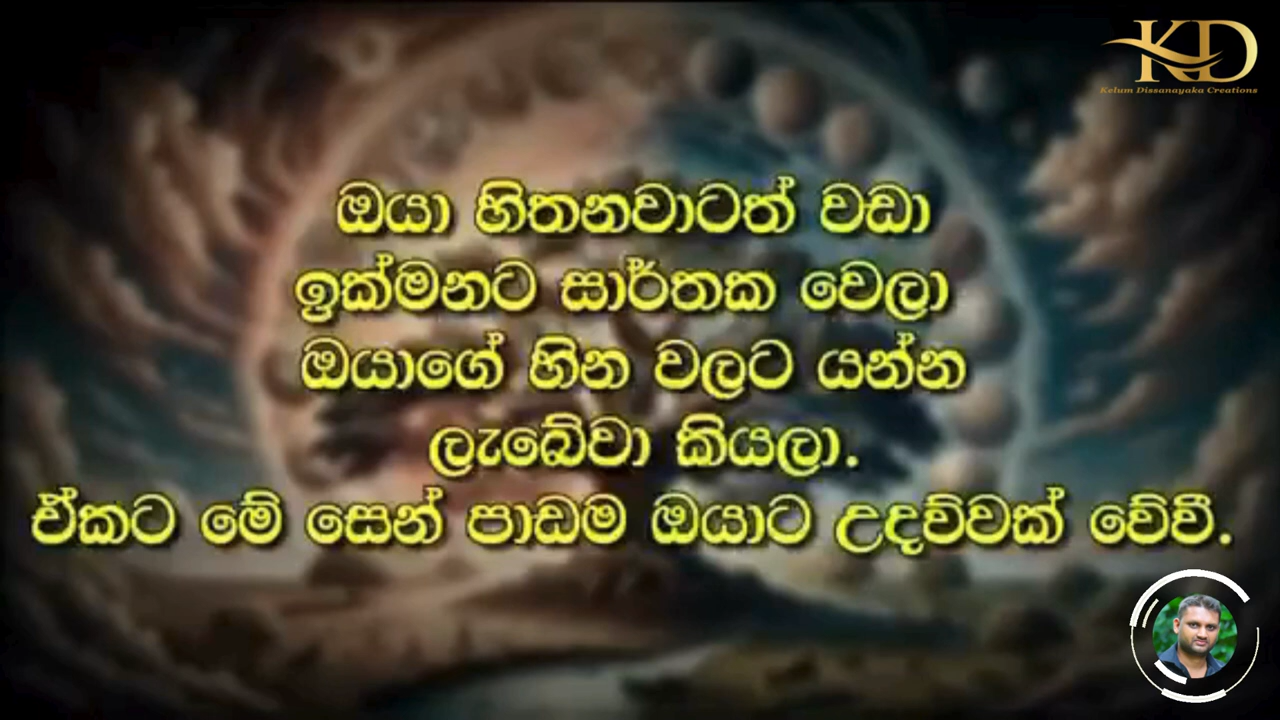 KD
Kelum Dissanayaka Creations
ඔයා හිතනවාටත් වඩා
ඉක්මනට සාර්තක වෙලා
ඔයාගේ හින වලට යන්න
ලැබේවා කියලා.
ඒකට මේ සෙන් පාඩම ඔයාට උදව්වක් වේවී.